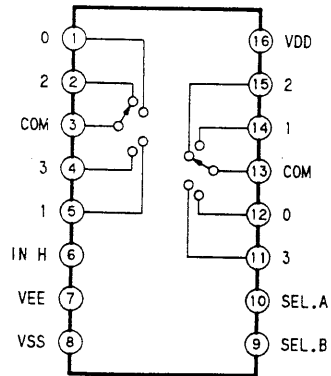 0 1 16 VDD
2 2 15 2
COM 3 14 1
3 4 13 COM
1 5 12 0
IN H 6 11 3
VEE 7 10 SEL.A
VSS 8 9 SEL.B